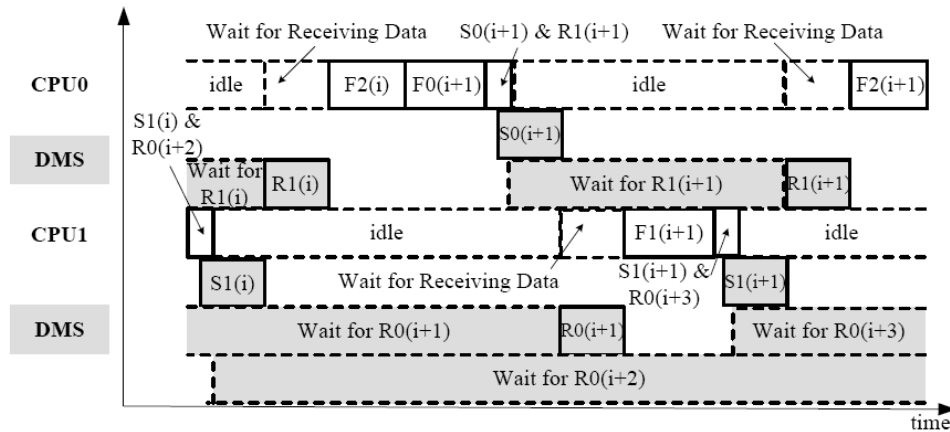 Wait for Receiving Data
S0(i+1) & R1(i+1)
Wait for Receiving Data
CPU0
idle
F2(i)
F0(i+1)
idle
F2(i+1)
S1(i) &
R0(i+2)
S0(i+1)
DMS
Wait for
R1(i)
R1(i)
Wait for R1(i+1)
R1(i+1)
CPU1
idle
F1(i+1)
idle
S1(i)
Wait for Receiving Data
S1(i+1) &
R0(i+3)
S1(i+1)
DMS
Wait for R0(i+1)
R0(i+1)
Wait for R0(i+3)
Wait for R0(i+2)
time